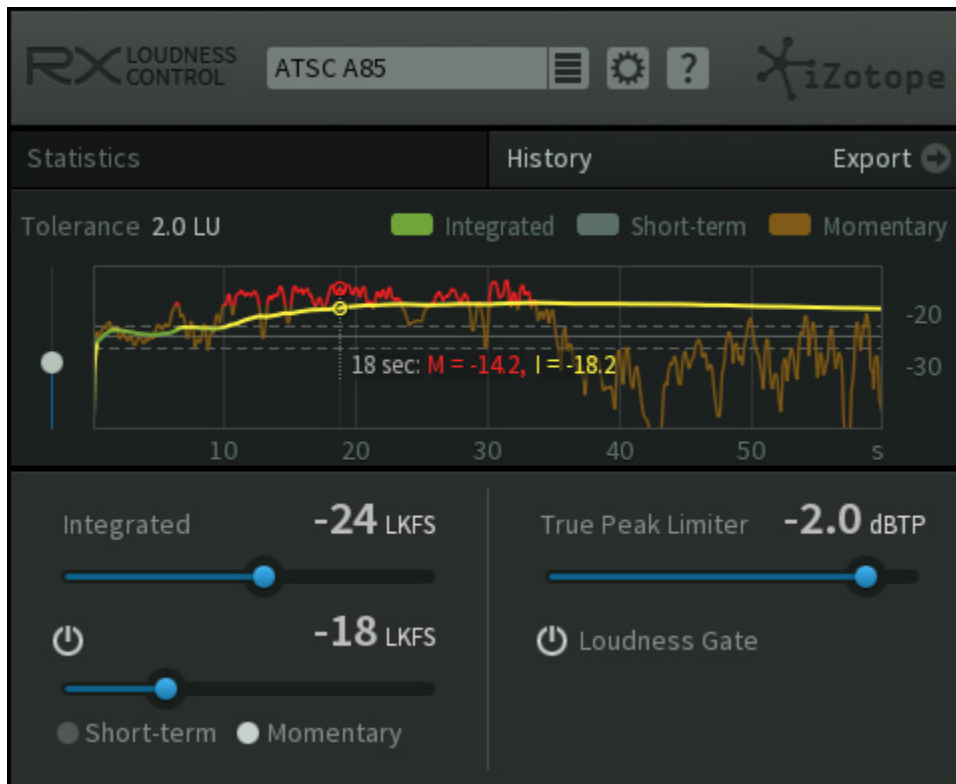 RX LOUDNESS CONTROL
ATSC A85
?
iZotope
Statistics
History
Export
Tolerance 2.0 LU
Integrated
Short-term
Momentary
-20
-30
18 sec: M = -14.2, I = -18.2
10 20 30 40 50 s
Integrated -24 LKFS
True Peak Limiter -2.0 dBTP
-18 LKFS
Loudness Gate
Short-term Momentary